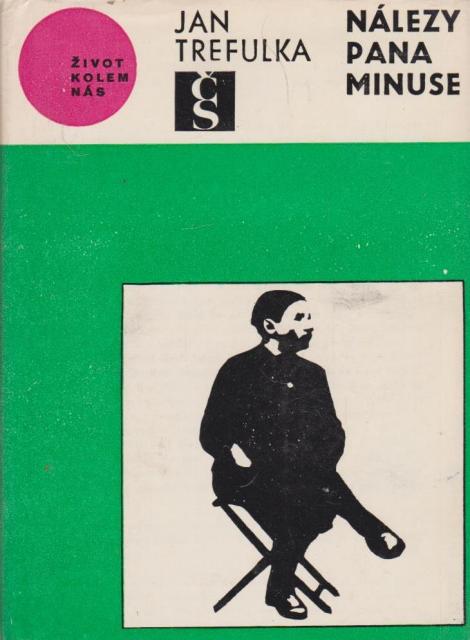 ŽIVOT
KOLEM
NÁS
JAN
TREFULKA
ČS
NÁLEZY
PANA
MINUSE